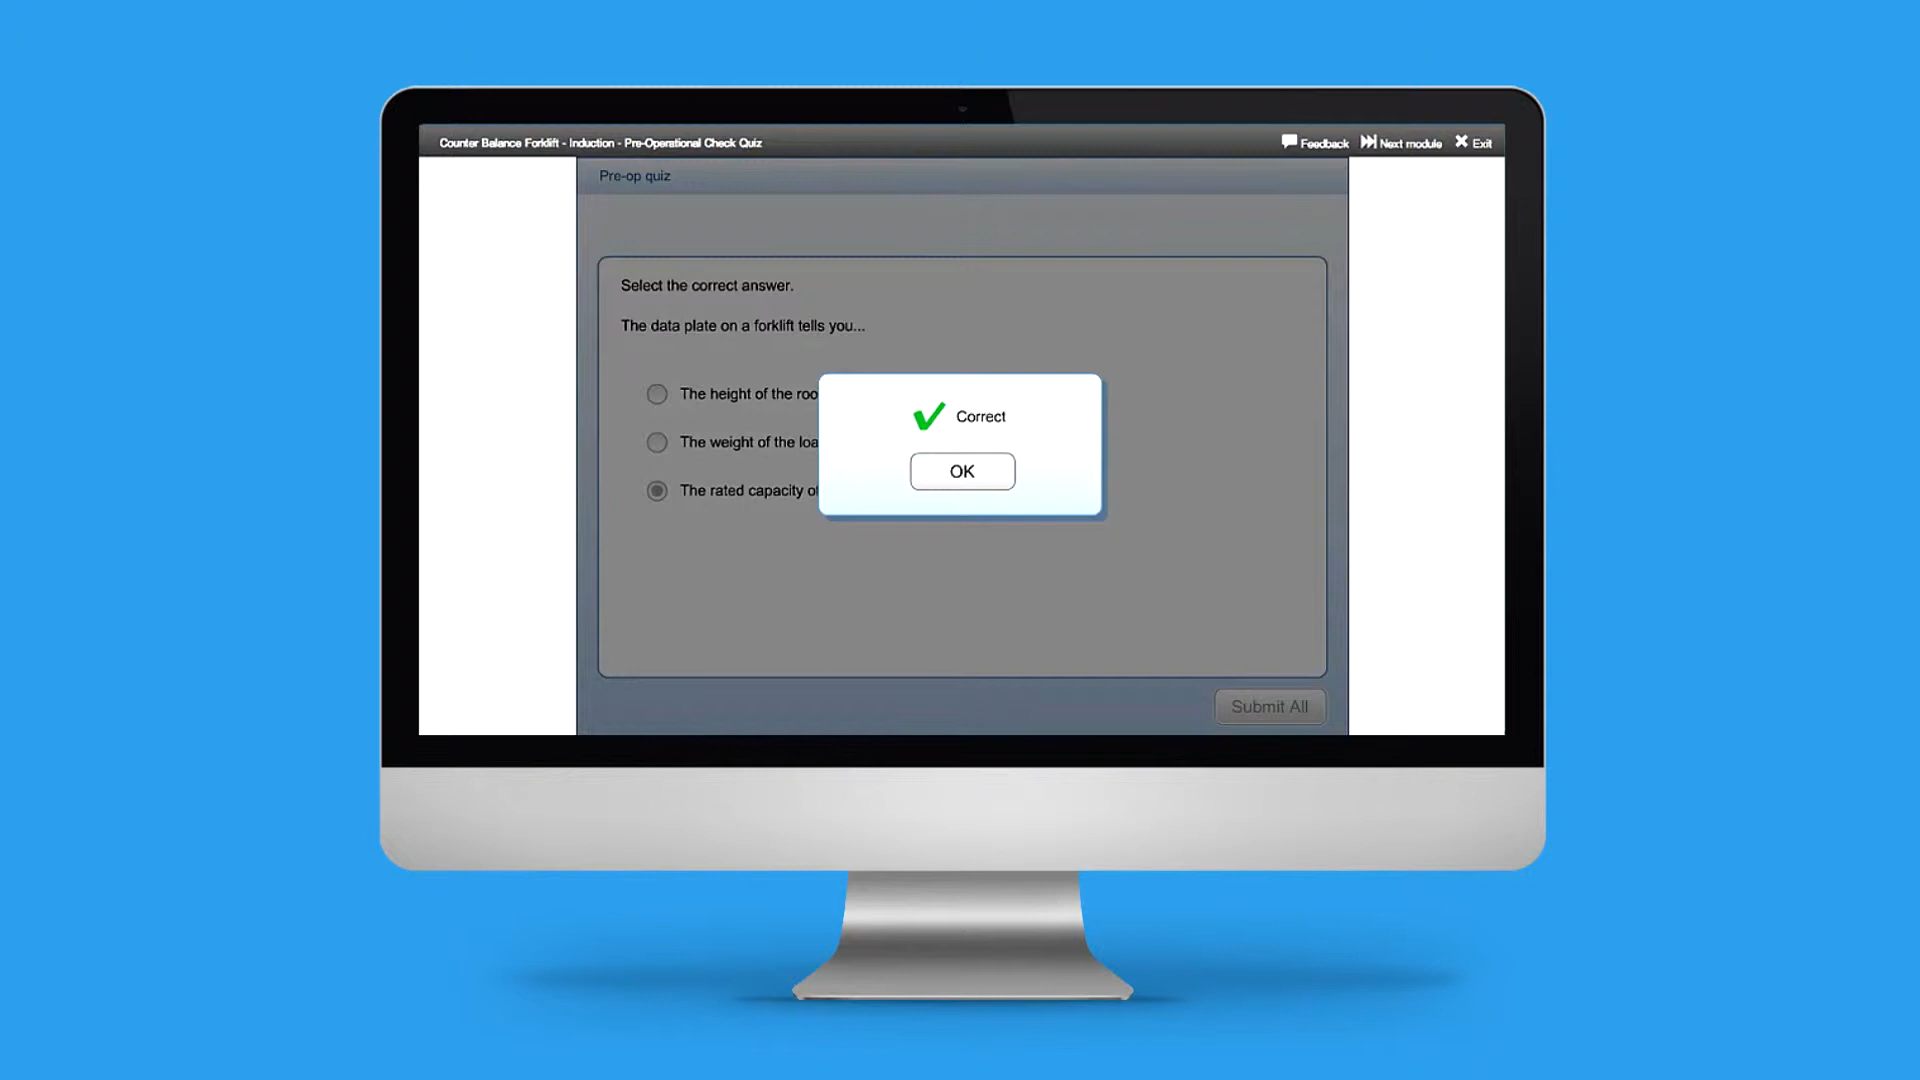 Counter Balance Forklift - Induction - Pre-Operational Check Quiz
Feedback Next module Exit
Pre-op quiz
Select the correct answer.
The data plate on a forklift tells you...
The height of the
The weight of the
The rated capacity
Correct
OK
Submit All